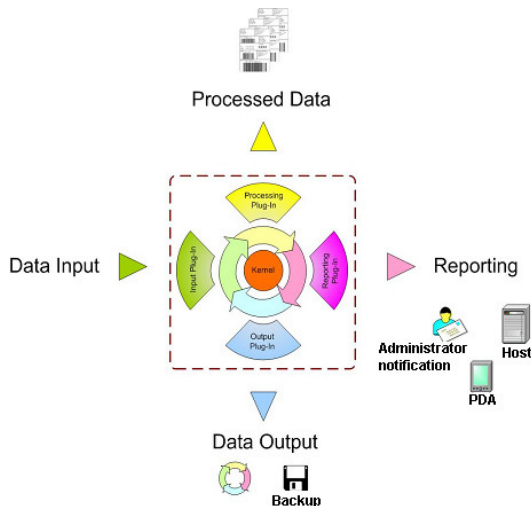 Processed Data
Processing
Plug-In
Data Input
Input Plug-In
Kernel
Reporting
Plug-In
Reporting
Output
Plug-In
Administrator
notification
Host
PDA
Data Output
Backup